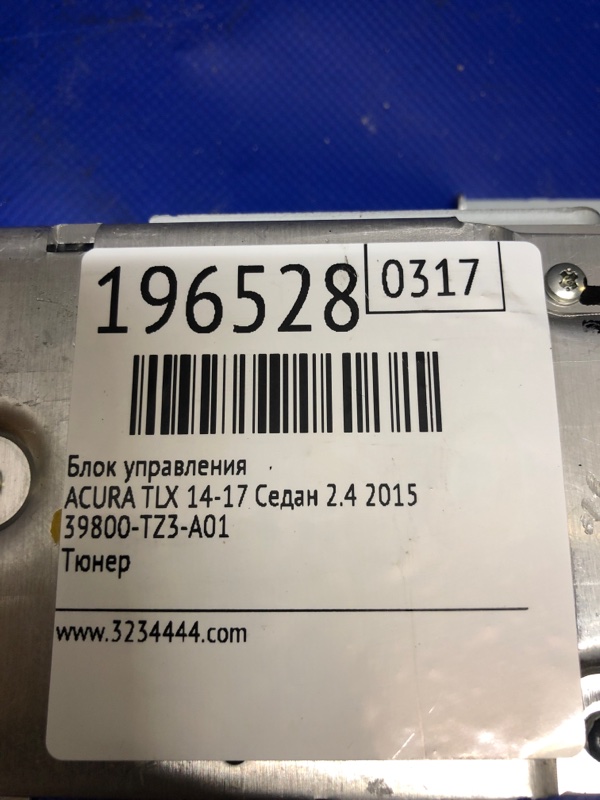 196528 0317
Блок управления
ACURA TLX 14-17 Седан 2.4 2015
39800-TZ3-A01
Тюнер
www.3234444.com